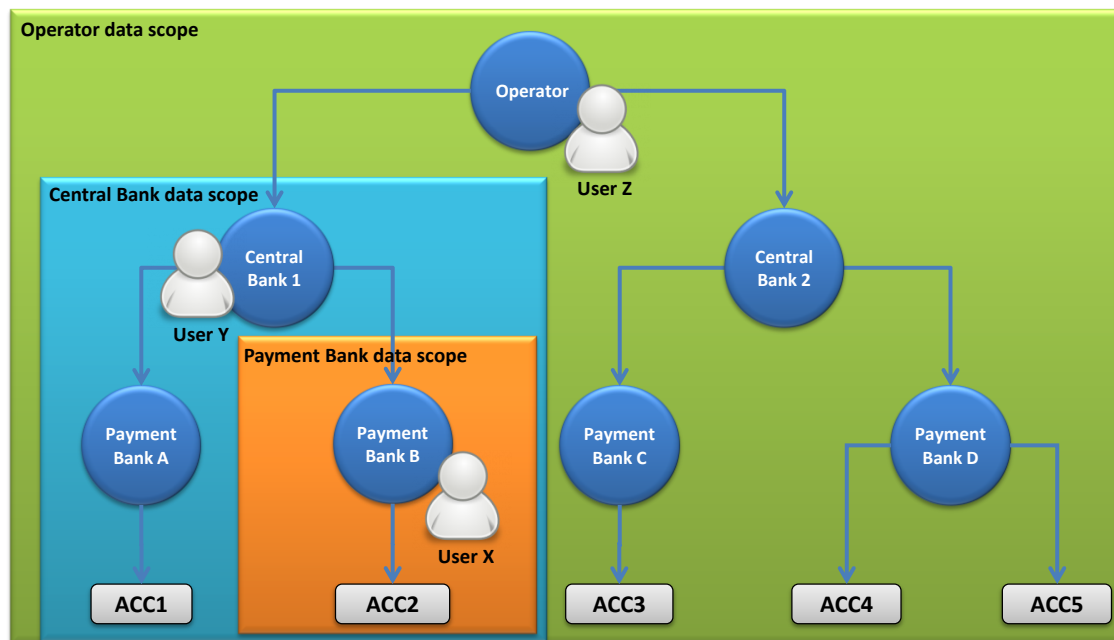 Operator data scope
Operator
User Z
Central Bank data scope
Central
Bank 1
User Y
Central
Bank 2
Payment Bank data scope
Payment
Bank A
Payment
Bank B
User X
Payment
Bank C
Payment
Bank D
ACC1
ACC2
ACC3
ACC4
ACC5